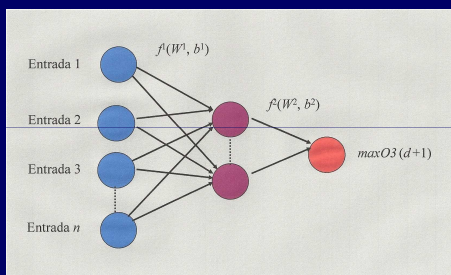 f¹(W¹, b¹)
Entrada 1
f²(W², b²)
Entrada 2
maxO3 (d+1)
Entrada 3
Entrada n